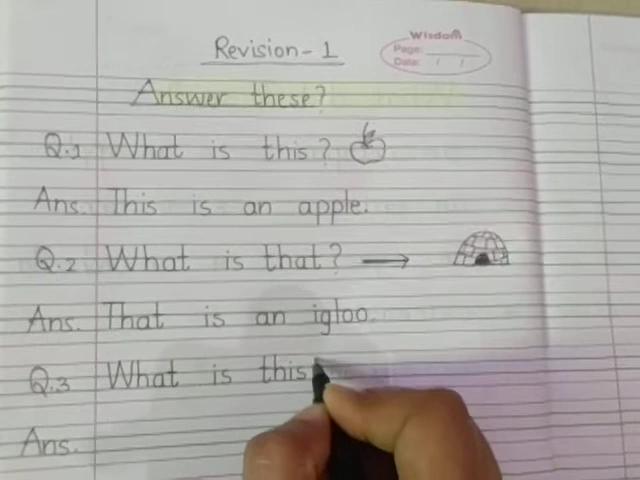 Wisdom
Revision-1
Page:
Date: / /
Answer these?
Q.1 What is this?
Ans. This is an apple.
Q.2 What is that?
Ans. That is an igloo.
Q.3 What is this
Ans.